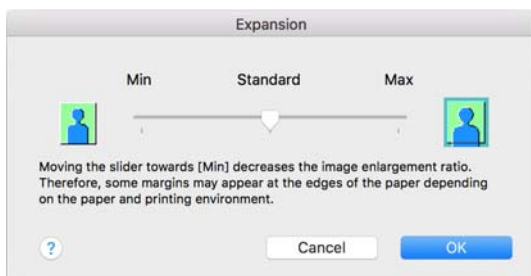 Expansion
Min Standard Max
Moving the slider towards [Min] decreases the image enlargement ratio.
Therefore, some margins may appear at the edges of the paper depending
on the paper and printing environment.
? Cancel OK